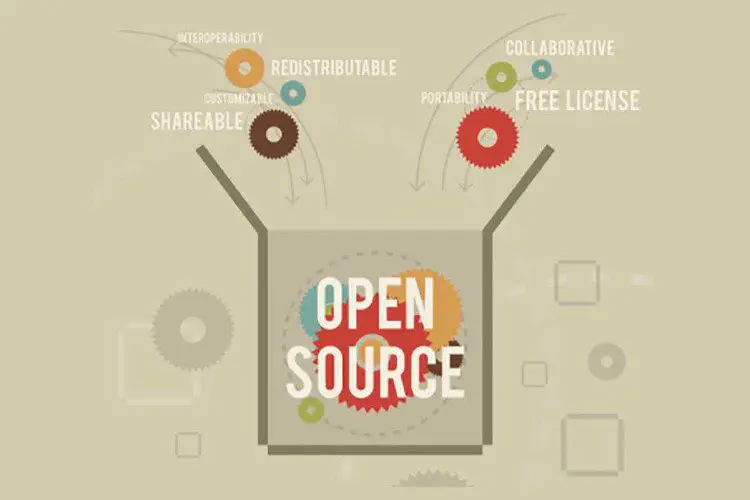 INTEROPERABILITY
REDISTRIBUTABLE
CUSTOMIZABLE
SHAREABLE
COLLABORATIVE
PORTABILITY
FREE LICENSE
OPEN
SOURCE